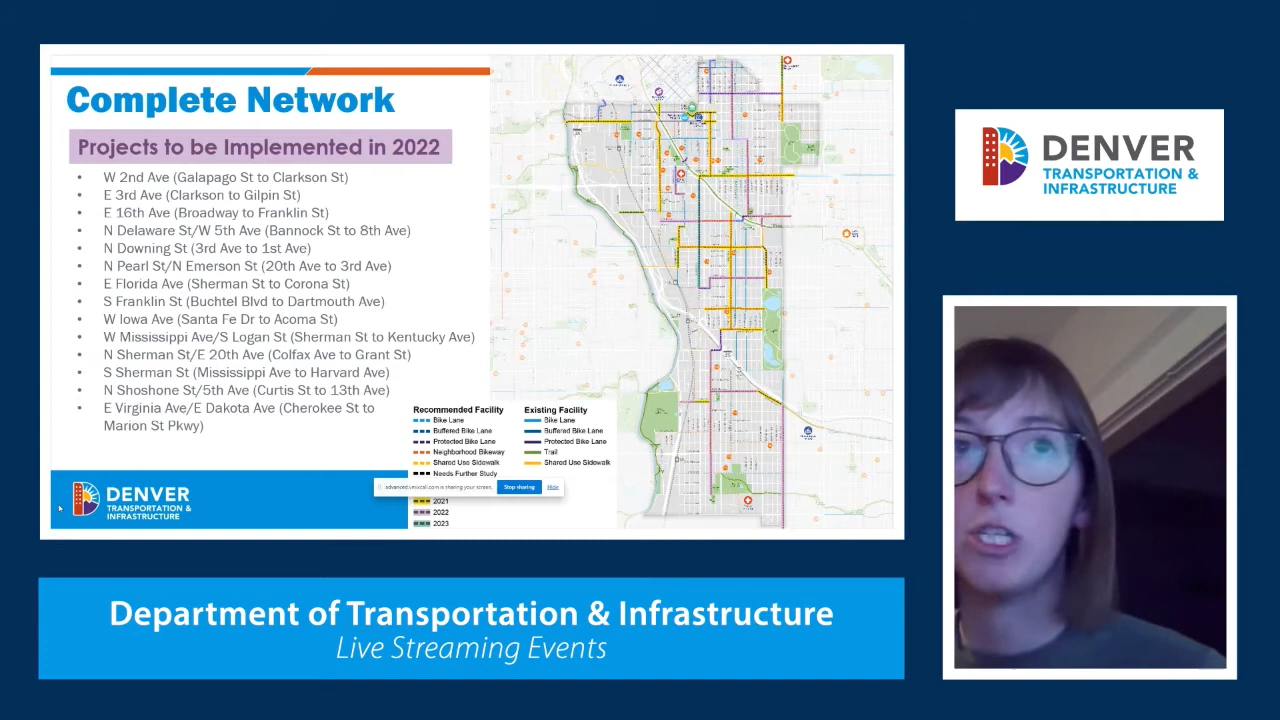 Complete Network
Projects to be Implemented in 2022
• W 2nd Ave (Galapago St to Clarkson St)
• E 3rd Ave (Clarkson to Gilpin St)
• E 16th Ave (Broadway to Franklin St)
• N Delaware St/W 5th Ave (Bannock St to 8th Ave)
• N Downing St (3rd Ave to 1st Ave)
• N Pearl St/N Emerson St (20th Ave to 3rd Ave)
• E Florida Ave (Sherman St to Corona St)
• S Franklin St (Buchtel Blvd to Dartmouth Ave)
• W Iowa Ave (Santa Fe Dr to Acoma St)
• W Mississippi Ave/S Logan St (Sherman St to Kentucky Ave)
• N Sherman St/E 20th Ave (Colfax Ave to Grant St)
• S Sherman St (Mississippi Ave to Harvard Ave)
• N Shoshone St/5th Ave (Curtis St to 13th Ave)
• E Virginia Ave/E Dakota Ave (Cherokee St to
Marion St Pkwy)
Recommended Facility
Bike Lane
Buffered Bike Lane
Protected Bike Lane
Neighborhood Bikeway
Shared Use Sidewalk
Needs Further Study
Existing Facility
Bike Lane
Buffered Bike Lane
Protected Bike Lane
Trail
Shared Use Sidewalk
advanced.vmixcall.com is sharing your screen.
Stop sharing
Hide
2021
2022
2023
DENVER
TRANSPORTATION &
INFRASTRUCTURE
DENVER
TRANSPORTATION &
INFRASTRUCTURE
Department of Transportation & Infrastructure
Live Streaming Events